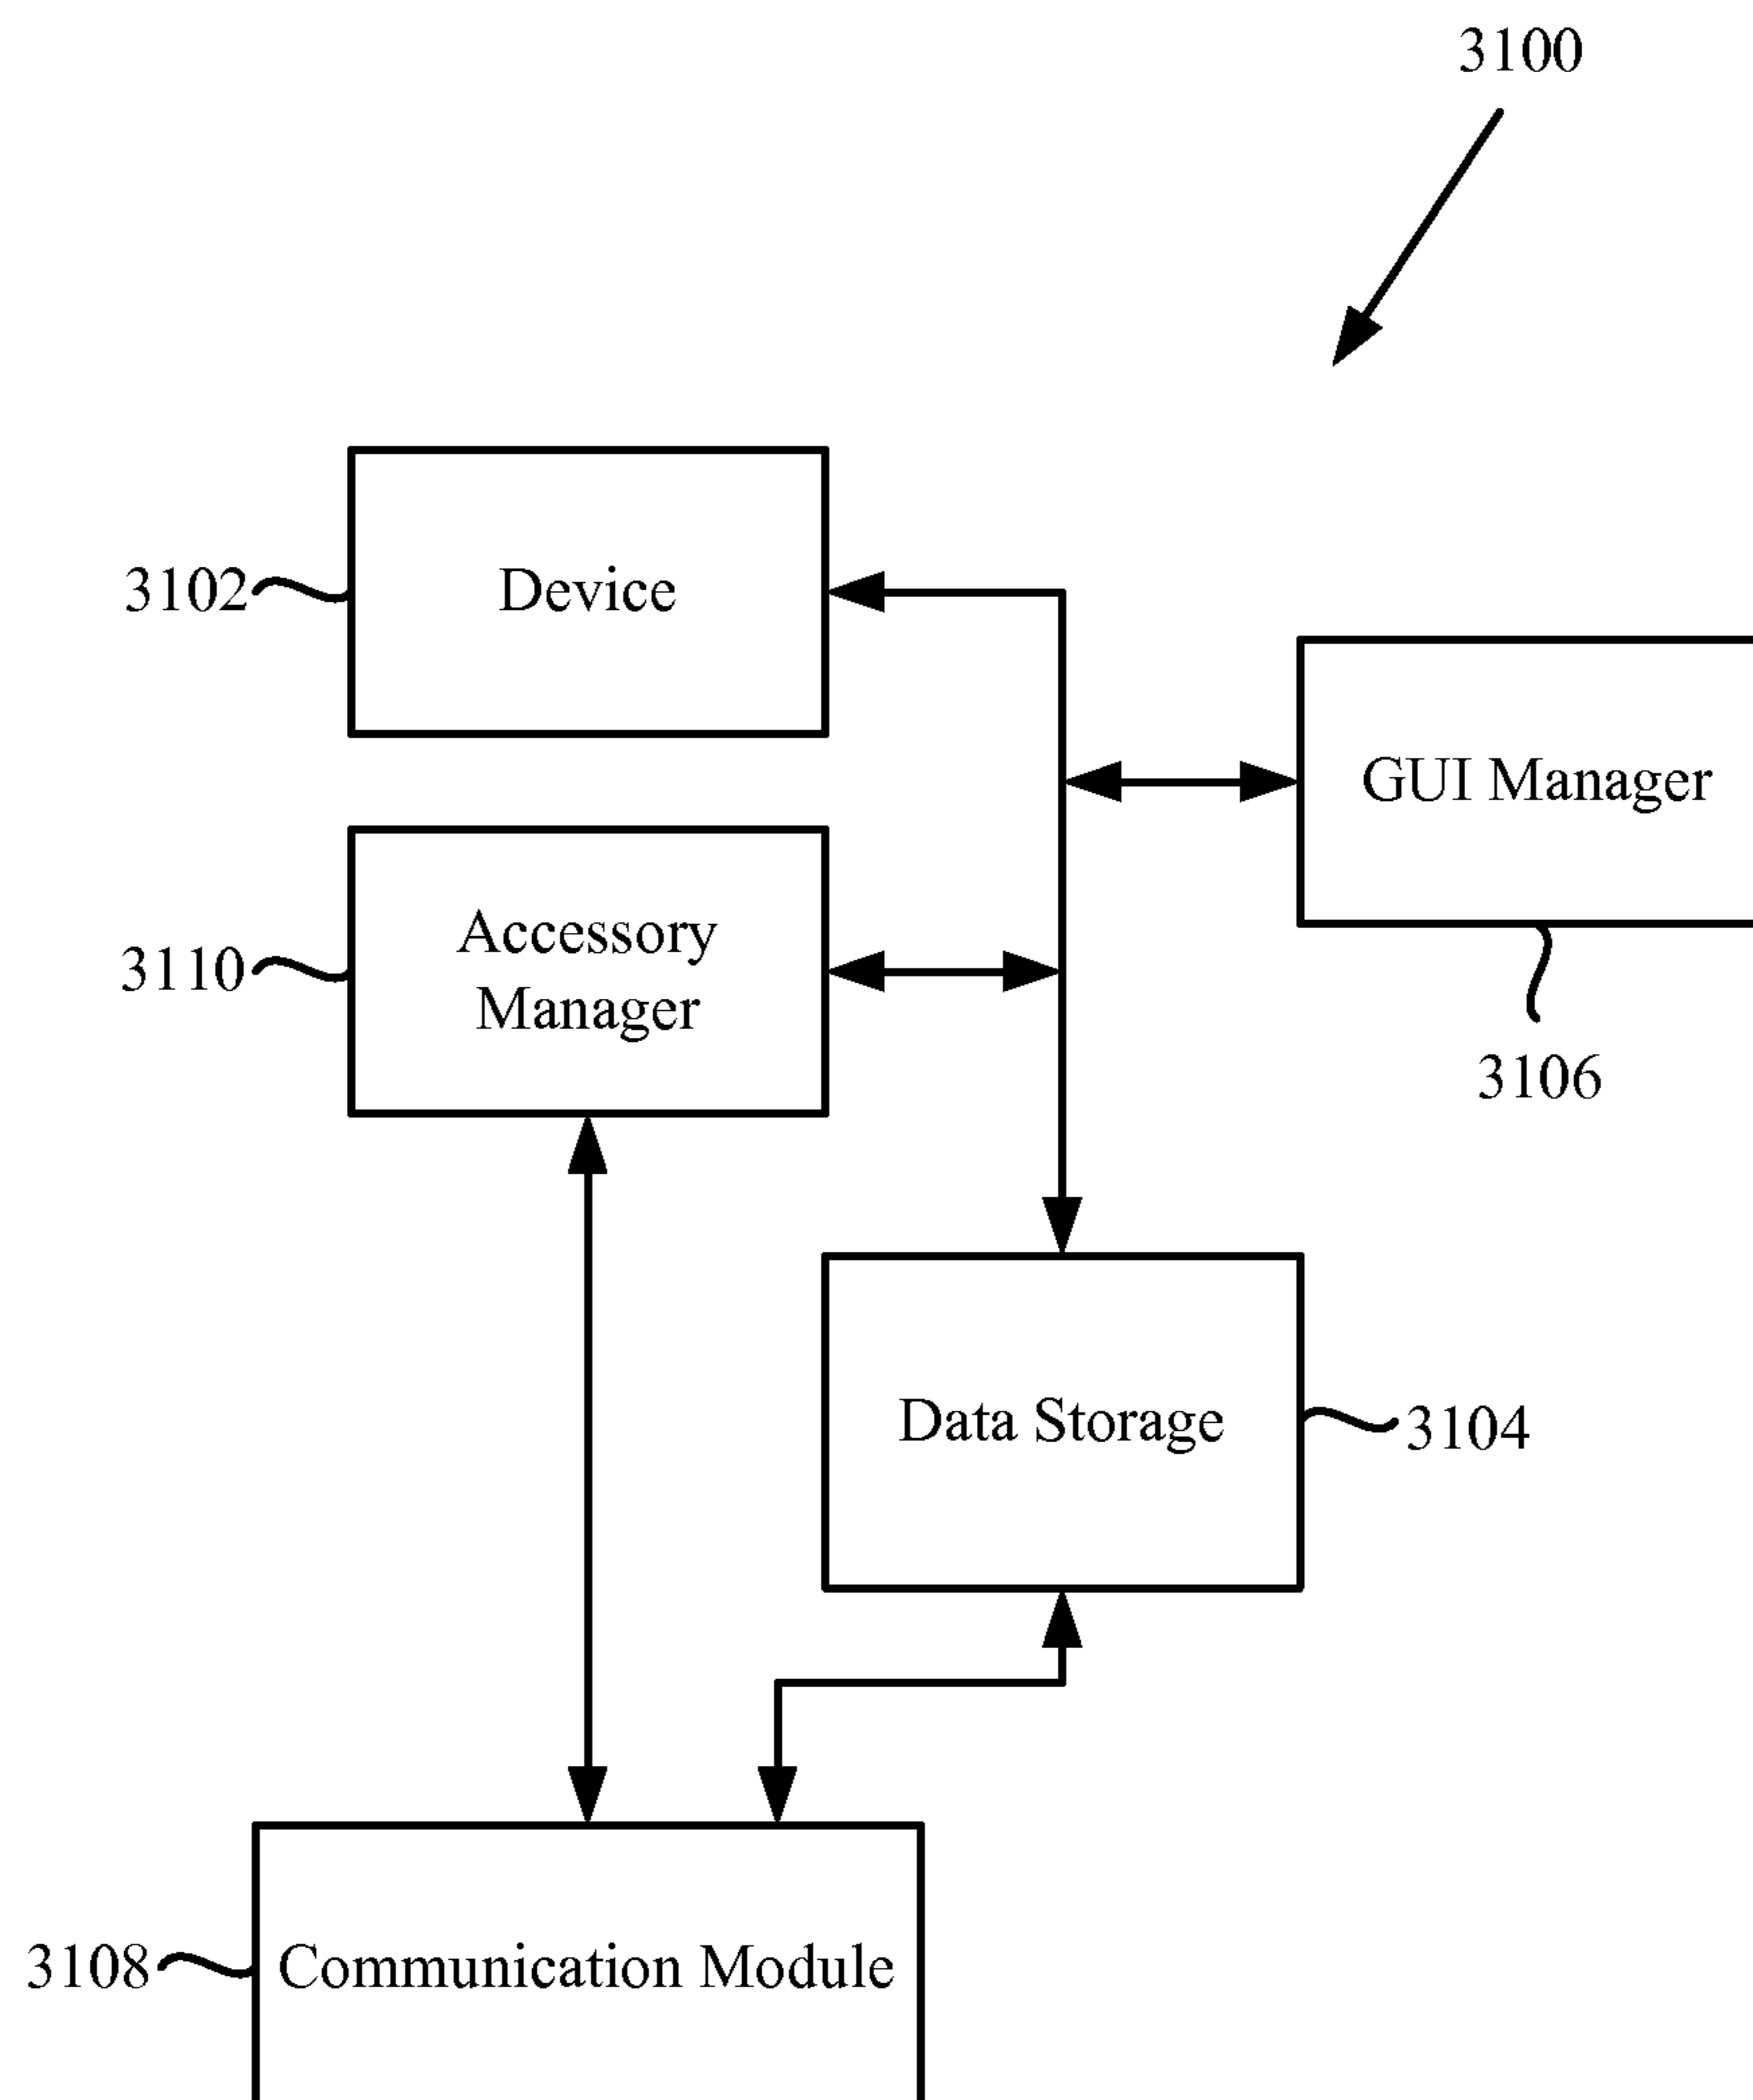 3100
3102
Device
GUI Manager
Accessory
Manager
3110
3106
Data Storage
3104
3108
Communication Module